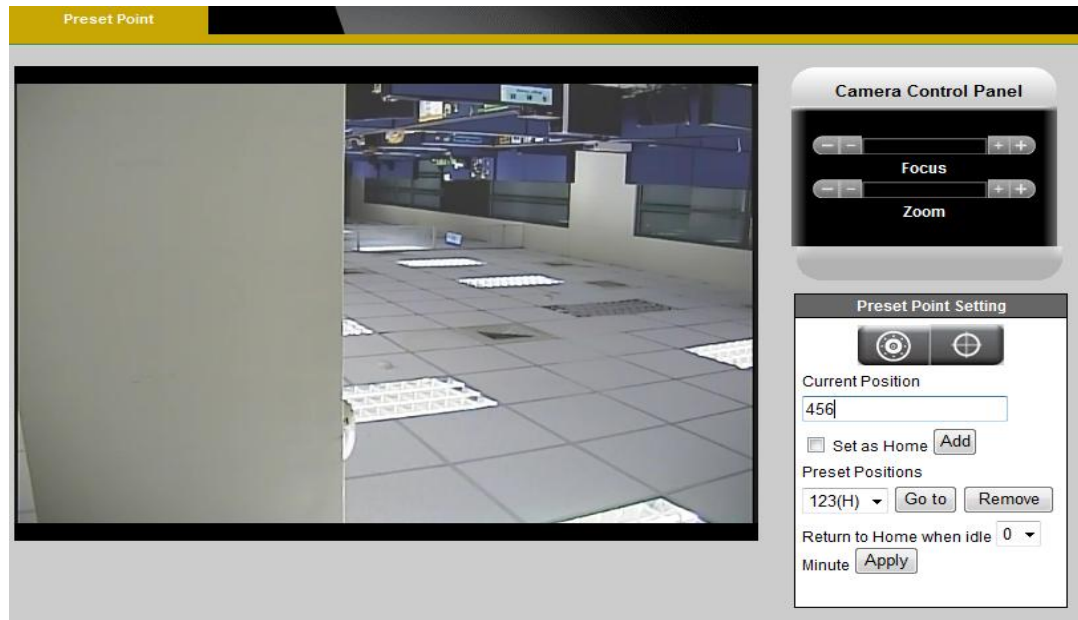 Preset Point
Camera Control Panel
Focus
Zoom
Preset Point Setting
Current Position
456
Set as Home Add
Preset Positions
123(H) Go to Remove
Return to Home when idle 0
Minute Apply